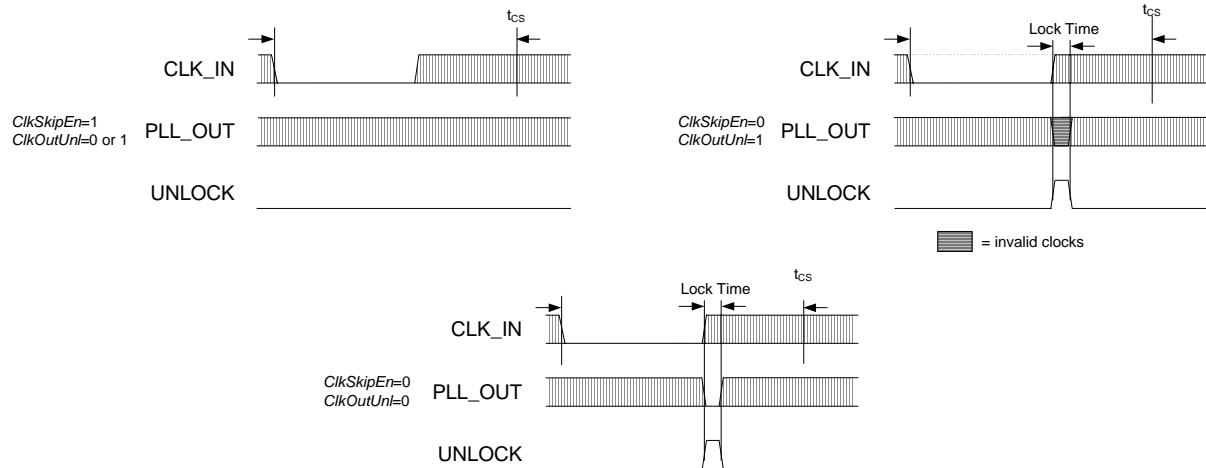 tCS
CLK_IN
ClkSkipEn=1
ClkOutUnl=0 or 1
PLL_OUT
UNLOCK
tCS
Lock Time
CLK_IN
ClkSkipEn=0
ClkOutUnl=1
PLL_OUT
UNLOCK
= invalid clocks
tCS
Lock Time
CLK_IN
ClkSkipEn=0
ClkOutUnl=0
PLL_OUT
UNLOCK